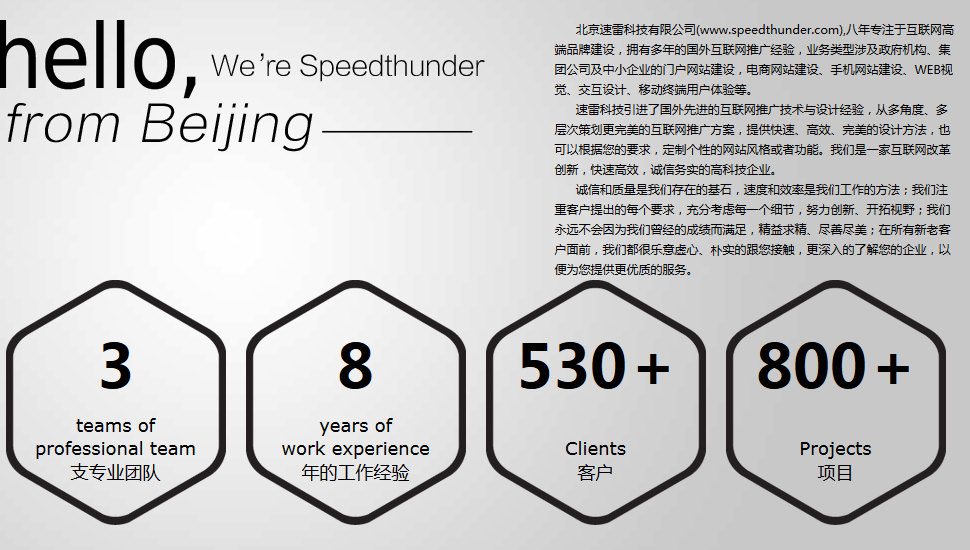 hello, We're Speedthunder
from Beijing
北京速雷科技有限公司(www.speedthunder.com),八年专注于互联网高
端品牌建设，拥有多年的国外互联网推广经验，业务类型涉及政府机构、集
团公司及中小企业的门户网站建设，电商网站建设、手机网站建设、WEB视
觉、交互设计、移动终端用户体验等。
速雷科技引进了国外先进的互联网推广技术与设计经验，从多角度、多
层次策划更完美的互联网推广方案，提供快速、高效、完美的设计方法，也
可以根据您的要求，定制个性的网站风格或者功能。我们是一家互联网改革
创新，快速高效，诚信务实的高科技企业。
诚信和质量是我们存在的基石，速度和效率是我们工作的方法；我们注
重客户提出的每个要求，充分考虑每一个细节，努力创新、开拓视野；我们
永远不会因为我们曾经的成绩而满足，精益求精、尽善尽美；在所有新老客
户面前，我们都很乐意虚心、朴实的跟您接触，更深入的了解您的企业，以
便为您提供更优质的服务。
3
teams of
professional team
支专业团队
8
years of
work experience
年的工作经验
530+
Clients
客户
800+
Projects
项目